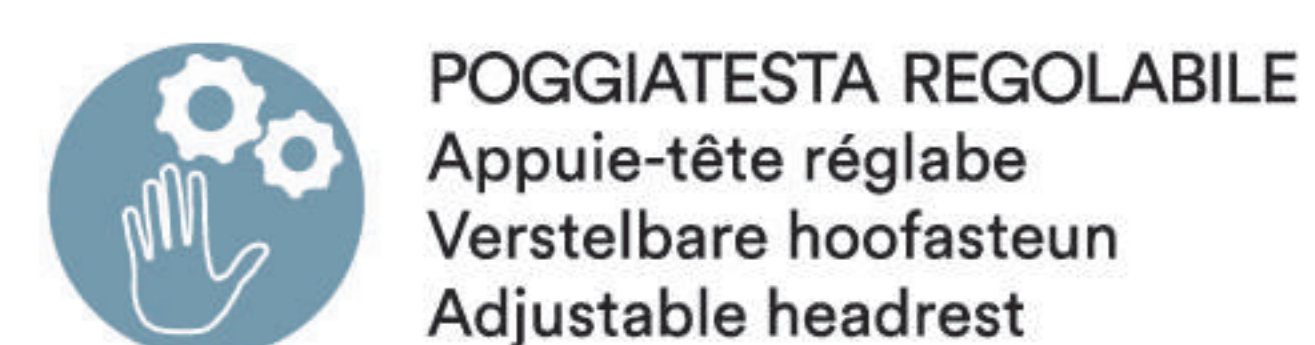 POGGIATESTA REGOLABILE
Appuie-tête réglabe
Verstelbare hoofasteun
Adjustable headrest